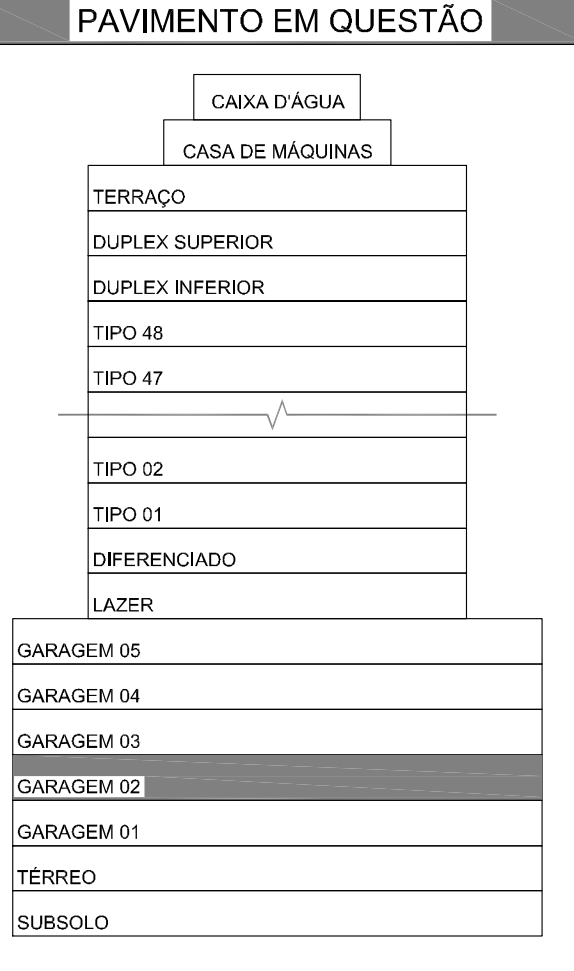 PAVIMENTO EM QUESTÃO
CAIXA D'ÁGUA
CASA DE MÁQUINAS
TERRAÇO
DUPLEX SUPERIOR
DUPLEX INFERIOR
TIPO 48
TIPO 47
TIPO 02
TIPO 01
DIFERENCIADO
LAZER
GARAGEM 05
GARAGEM 04
GARAGEM 03
GARAGEM 02
GARAGEM 01
TÉRREO
SUBSOLO